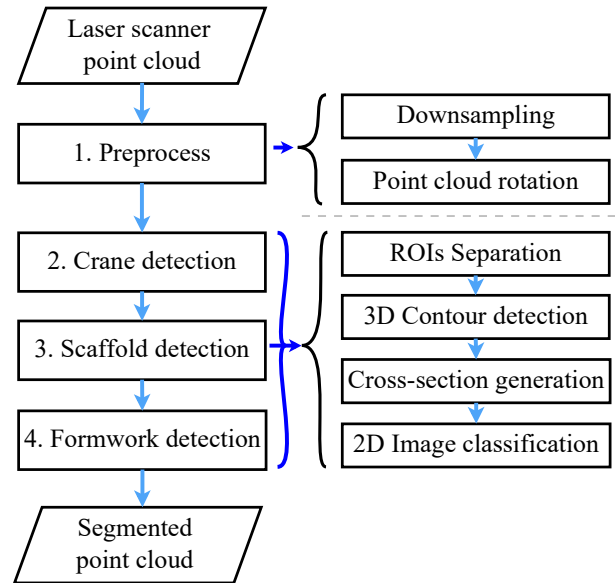 Laser scanner
point cloud
1. Preprocess
Downsampling
Point cloud rotation
2. Crane detection
3. Scaffold detection
4. Formwork detection
ROIs Separation
3D Contour detection
Cross-section generation
2D Image classification
Segmented
point cloud